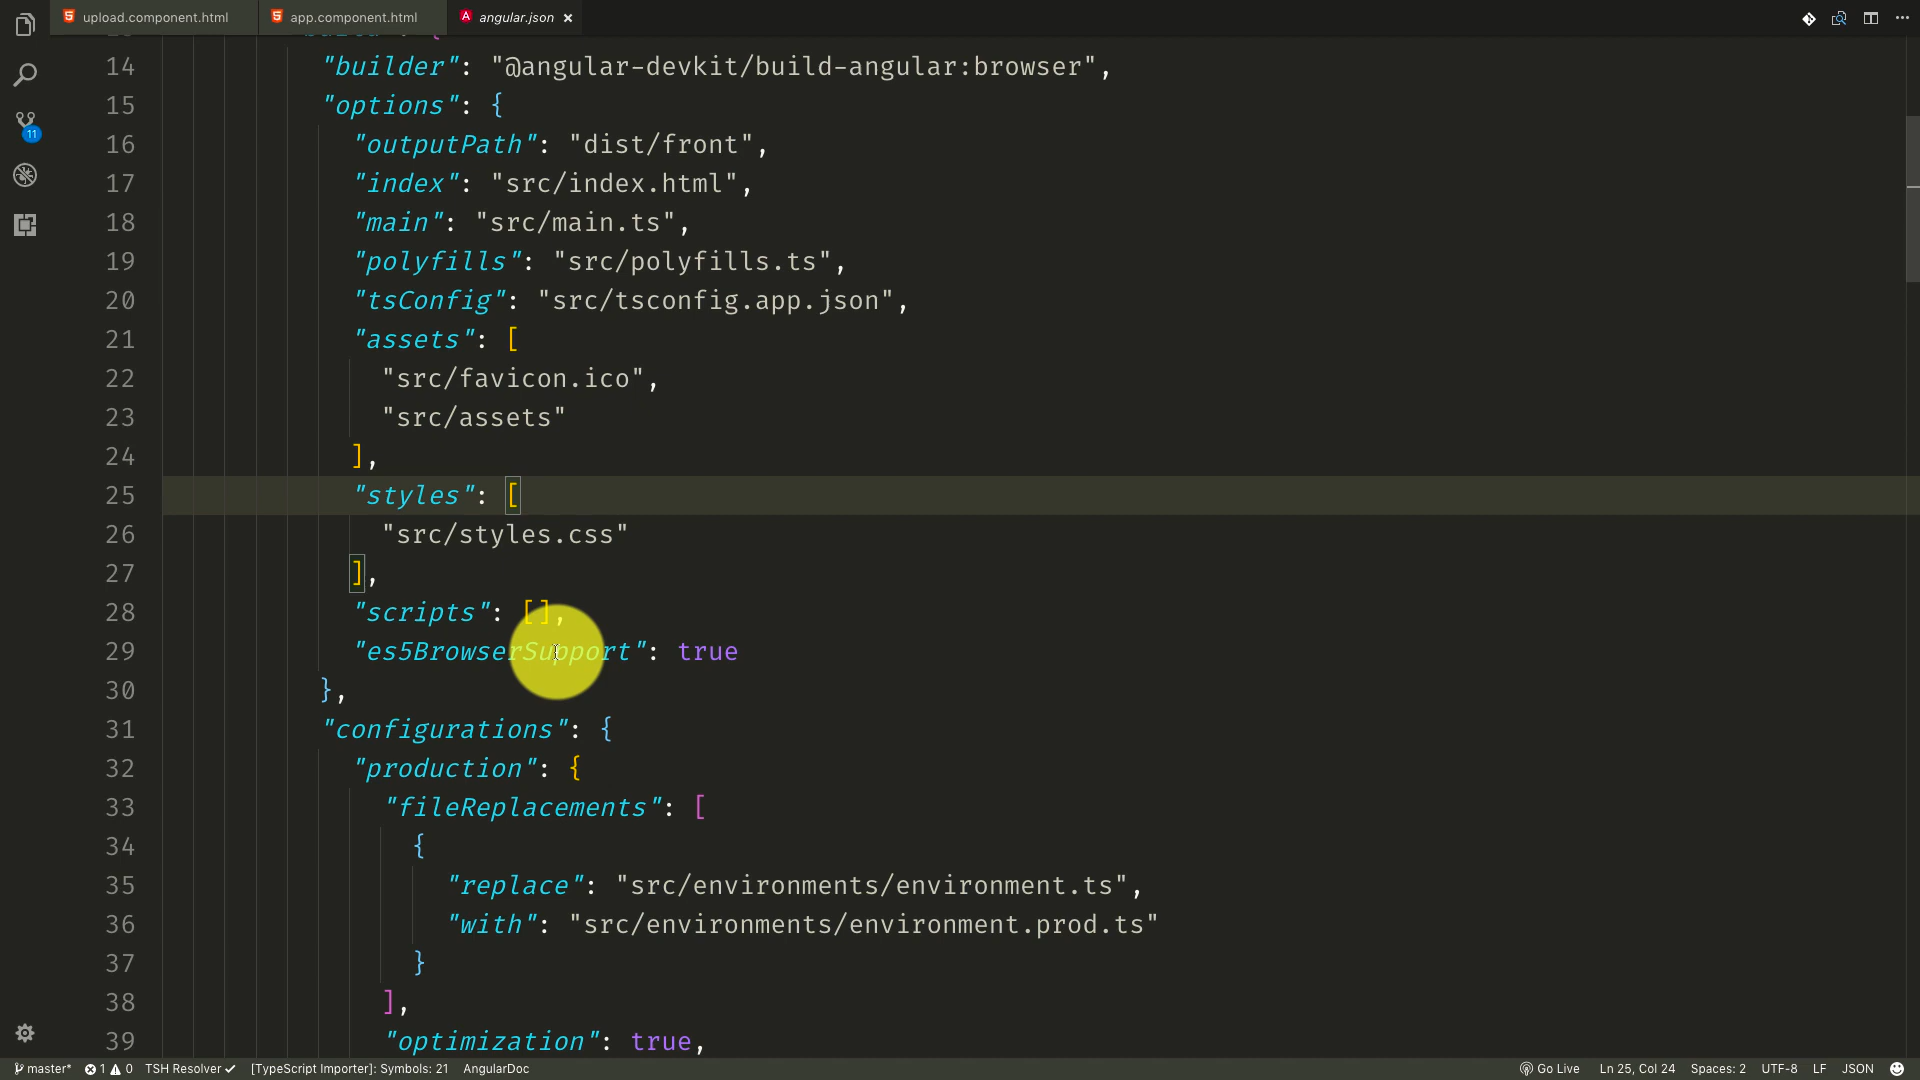 upload.component.html app.component.html angular.json ×
14 "builder": "@angular-devkit/build-angular:browser",
15 "options": {
16 "outputPath": "dist/front",
17 "index": "src/index.html",
18 "main": "src/main.ts",
19 "polyfills": "src/polyfills.ts",
20 "tsConfig": "src/tsconfig.app.json",
21 "assets": [
22 "src/favicon.ico",
23 "src/assets"
24 ],
25 "styles": [
26 "src/styles.css"
27 ],
28 "scripts": [],
29 "es5BrowserSupport": true
30 },
31 "configurations": {
32 "production": {
33 "fileReplacements": [
34 {
35 "replace": "src/environments/environment.ts",
36 "with": "src/environments/environment.prod.ts"
37 }
38 ],
39 "optimization": true,
11
master* 1 0 TSH Resolver ✓ [TypeScript Importer]: Symbols: 21 AngularDoc Go Live Ln 25, Col 24 Spaces: 2 UTF-8 LF JSON